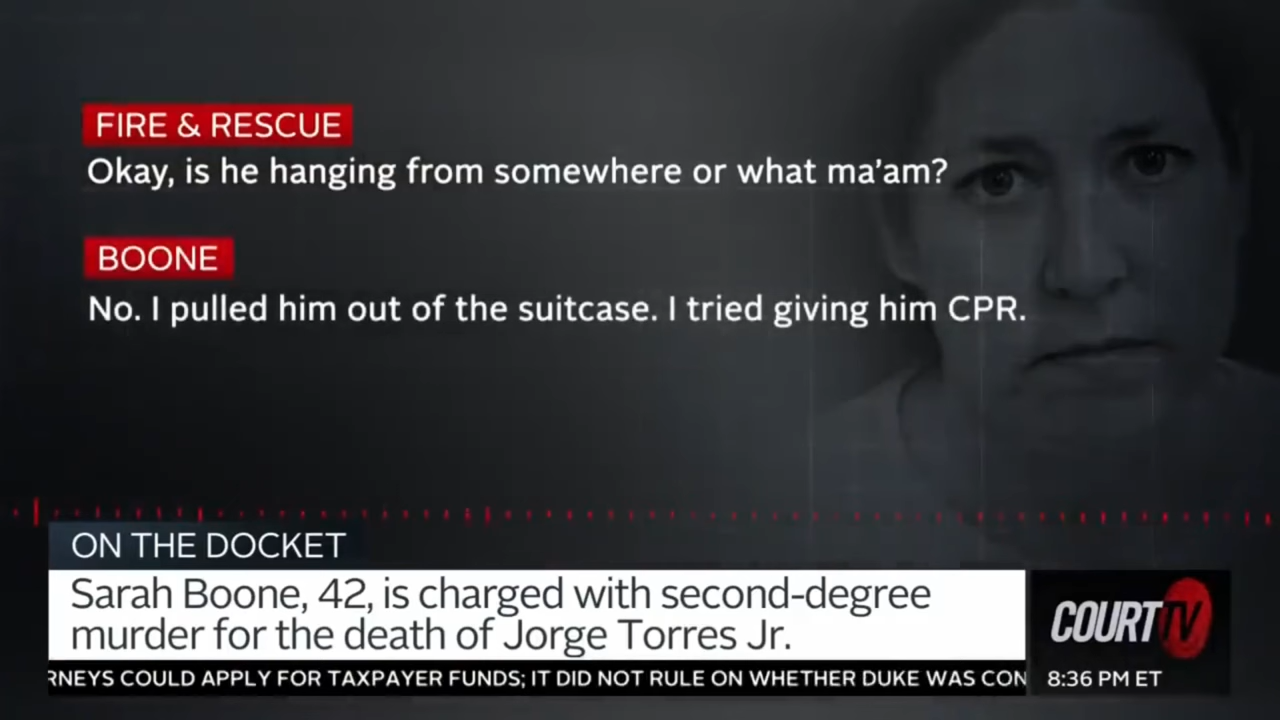 FIRE & RESCUE
Okay, is he hanging from somewhere or what ma'am?
BOONE
No. I pulled him out of the suitcase. I tried giving him CPR.
ON THE DOCKET
Sarah Boone, 42, is charged with second-degree
murder for the death of Jorge Torres Jr.
COURT TV
RNEYS COULD APPLY FOR TAXPAYER FUNDS; IT DID NOT RULE ON WHETHER DUKE WAS CON
8:36 PM ET